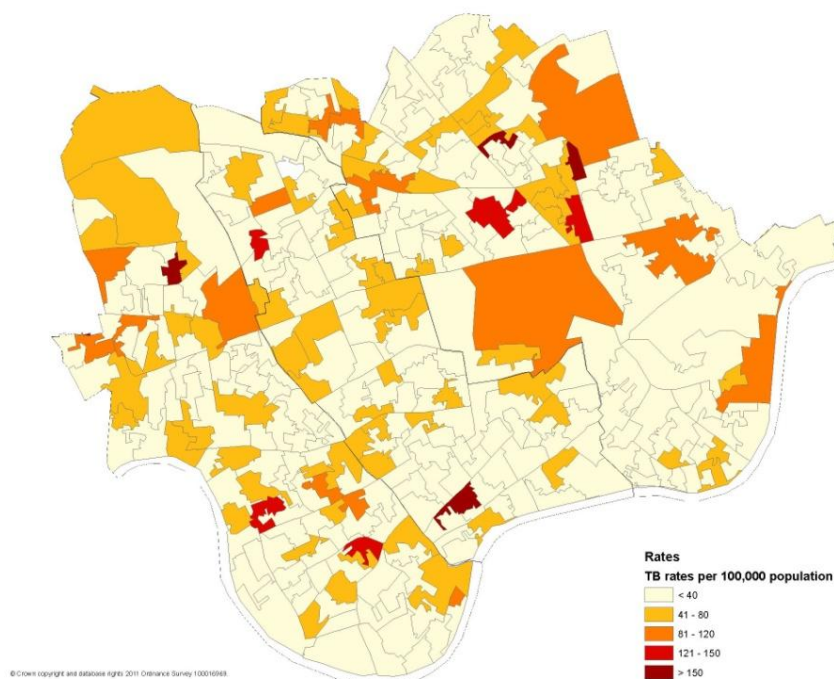 Rates
TB rates per 100,000 population
< 40
41 - 80
81 - 120
121 - 150
> 150
© Crown copyright and database rights 2011 Ordnance Survey 100016969.